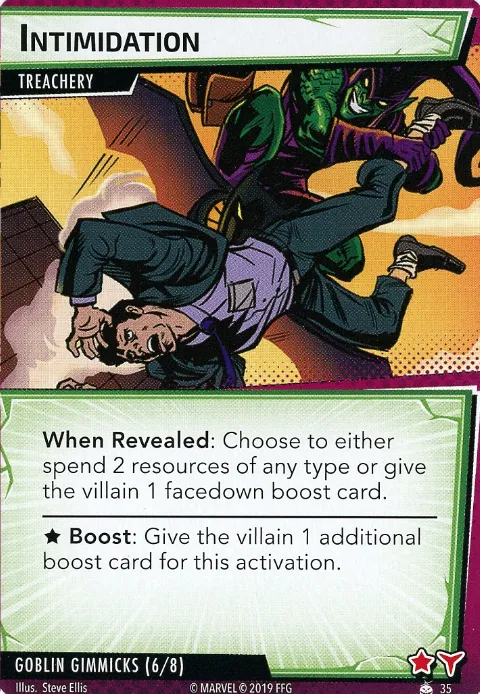 INTIMIDATION
TREACHERY
When Revealed: Choose to either
spend 2 resources of any type or give
the villain 1 facedown boost card.
★ Boost: Give the villain 1 additional
boost card for this activation.
GOBLIN GIMMICKS (6/8)
Illus. Steve Ellis
© MARVEL © 2019 FFG
35